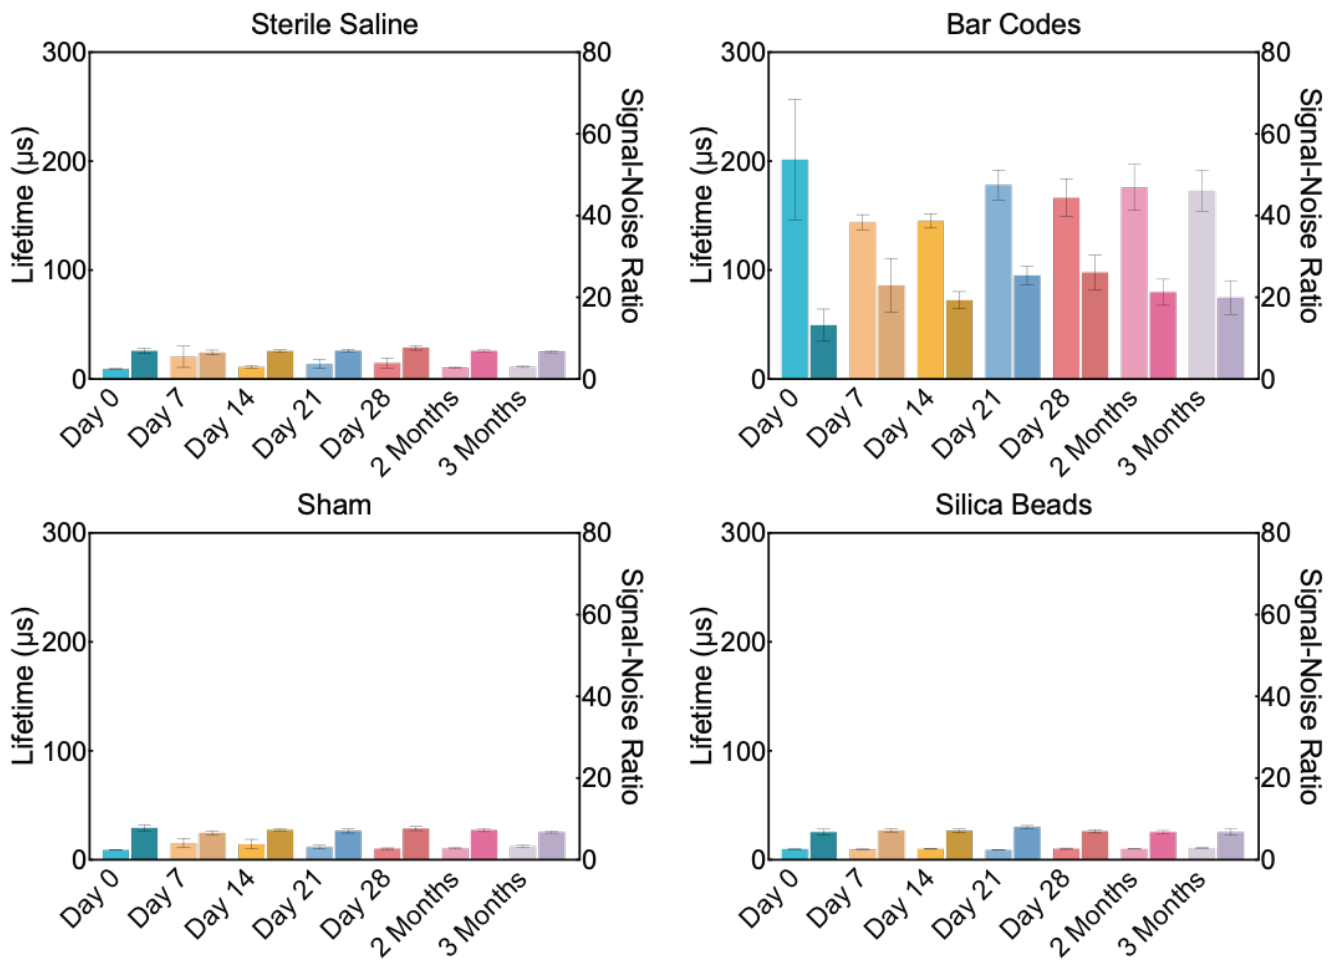 Sterile Saline
300
200
100
0
Lifetime (µs)
80
60
40
20
0
Signal-Noise Ratio
Day 0
Day 7
Day 14
Day 21
Day 28
2 Months
3 Months
Bar Codes
300
200
100
0
Lifetime (µs)
80
60
40
20
0
Signal-Noise Ratio
Day 0
Day 7
Day 14
Day 21
Day 28
2 Months
3 Months
Sham
300
200
100
0
Lifetime (µs)
80
60
40
20
0
Signal-Noise Ratio
Day 0
Day 7
Day 14
Day 21
Day 28
2 Months
3 Months
Silica Beads
300
200
100
0
Lifetime (µs)
80
60
40
20
0
Signal-Noise Ratio
Day 0
Day 7
Day 14
Day 21
Day 28
2 Months
3 Months